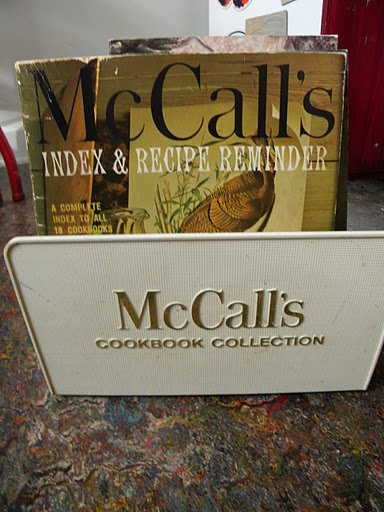 McCall's
INDEX & RECIPE REMINDER
A COMPLETE
INDEX TO ALL
18 COOKBOOKS
McCall's
COOKBOOK COLLECTION